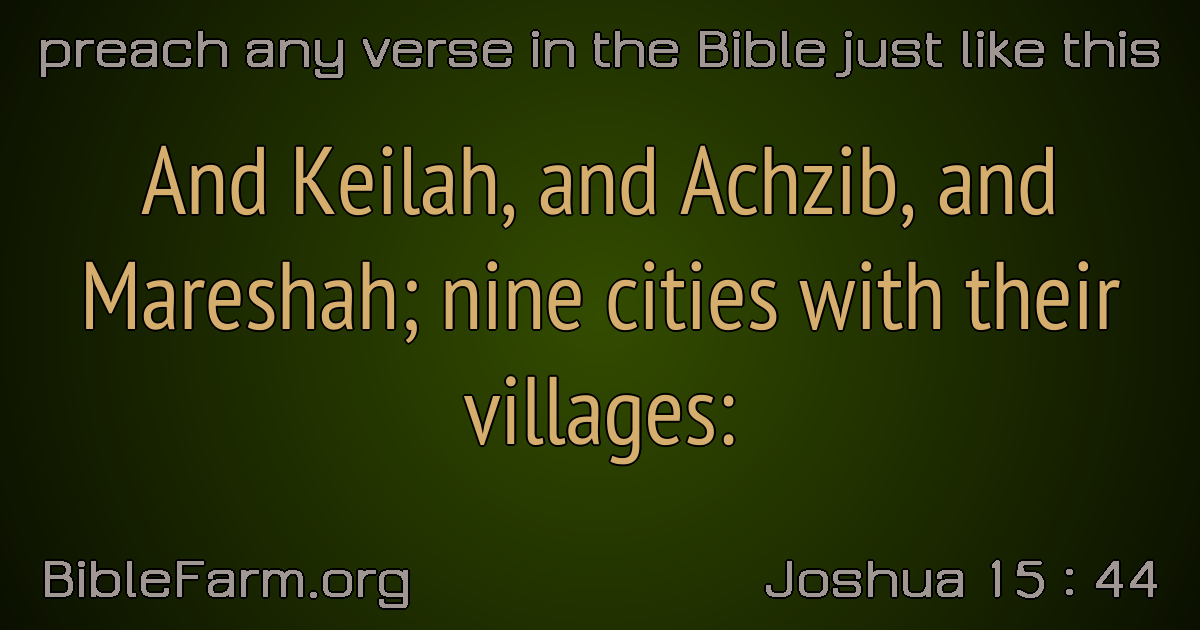 preach any verse in the Bible just like this
And Keilah, and Achzib, and
Mareshah; nine cities with their
villages:
BibleFarm.org
Joshua 15 : 44